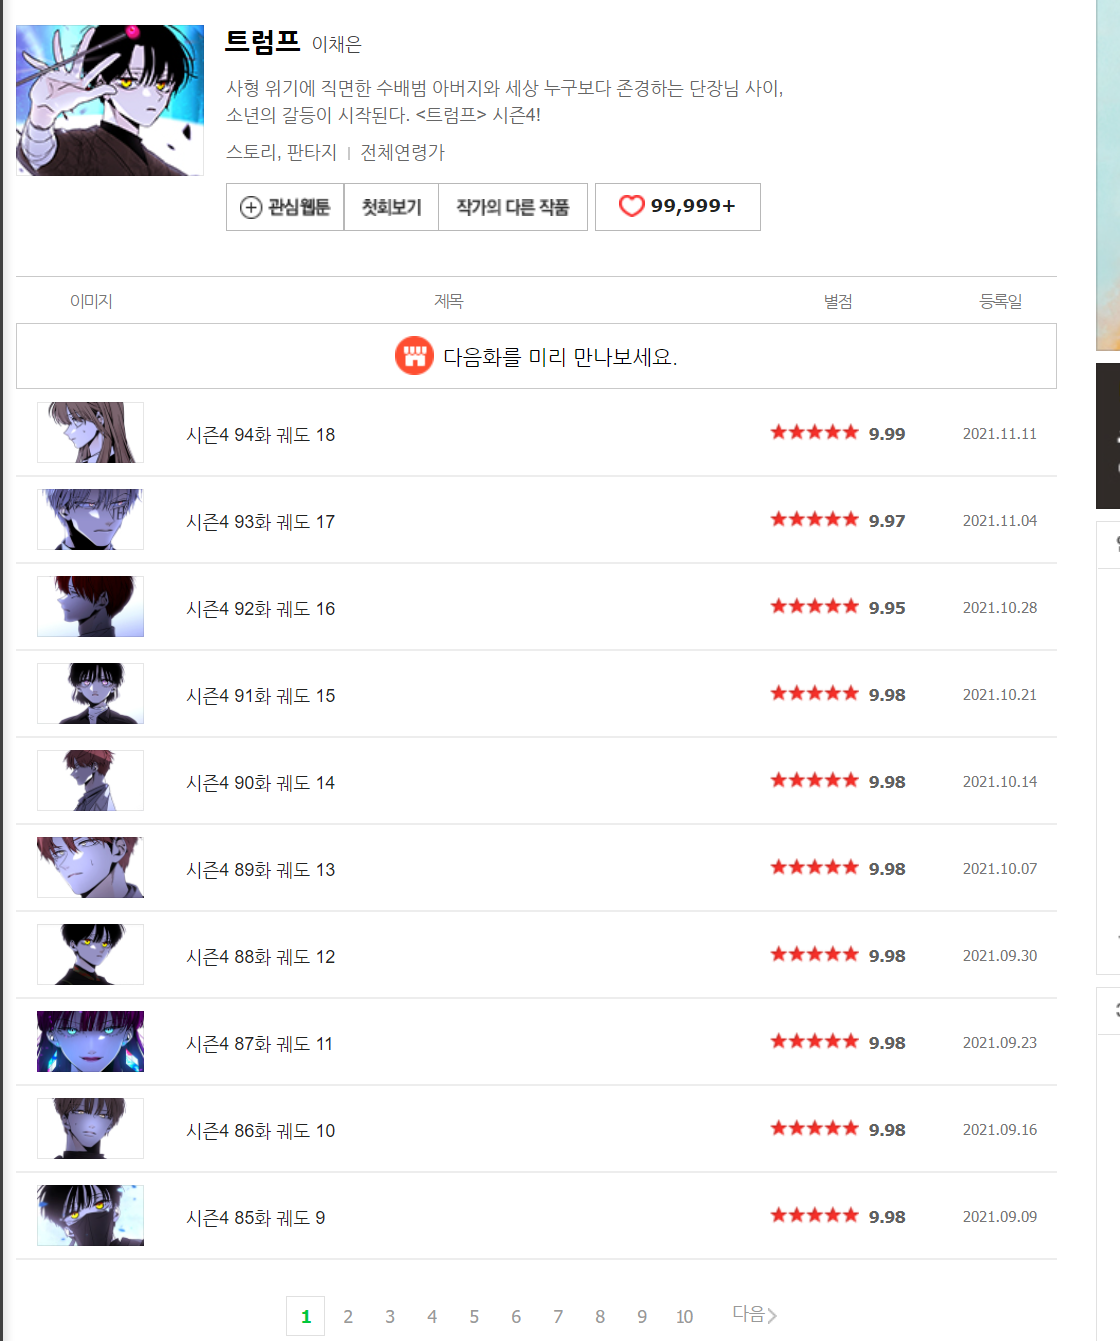 트럼프 이채은
사형 위기에 직면한 수배범 아버지와 세상 누구보다 존경하는 단장님 사이,
소년의 갈등이 시작된다. <트럼프> 시즌4!
스토리, 판타지 | 전체연령가
관심웹툰 첫회보기 작가의 다른 작품 99,999+
이미지 제목 별점 등록일
다음화를 미리 만나보세요.
시즌4 94화 궤도 18 ★★★★★ 9.99 2021.11.11
시즌4 93화 궤도 17 ★★★★★ 9.97 2021.11.04
시즌4 92화 궤도 16 ★★★★★ 9.95 2021.10.28
시즌4 91화 궤도 15 ★★★★★ 9.98 2021.10.21
시즌4 90화 궤도 14 ★★★★★ 9.98 2021.10.14
시즌4 89화 궤도 13 ★★★★★ 9.98 2021.10.07
시즌4 88화 궤도 12 ★★★★★ 9.98 2021.09.30
시즌4 87화 궤도 11 ★★★★★ 9.98 2021.09.23
시즌4 86화 궤도 10 ★★★★★ 9.98 2021.09.16
시즌4 85화 궤도 9 ★★★★★ 9.98 2021.09.09
1 2 3 4 5 6 7 8 9 10 다음